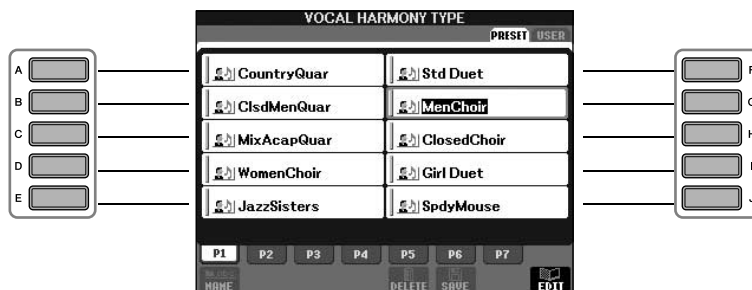 VOCAL HARMONY TYPE
PRESET USER
A CountryQuar Std Duet
B ClsdMenQuar MenChoir
C MixAcapQuar ClosedChoir H
D WomenChoir Girl Duet
E JazzSisters SpdyMouse
P1 P2 P3 P4 P5 P6 P7
NAME DELETE SAVE EDIT